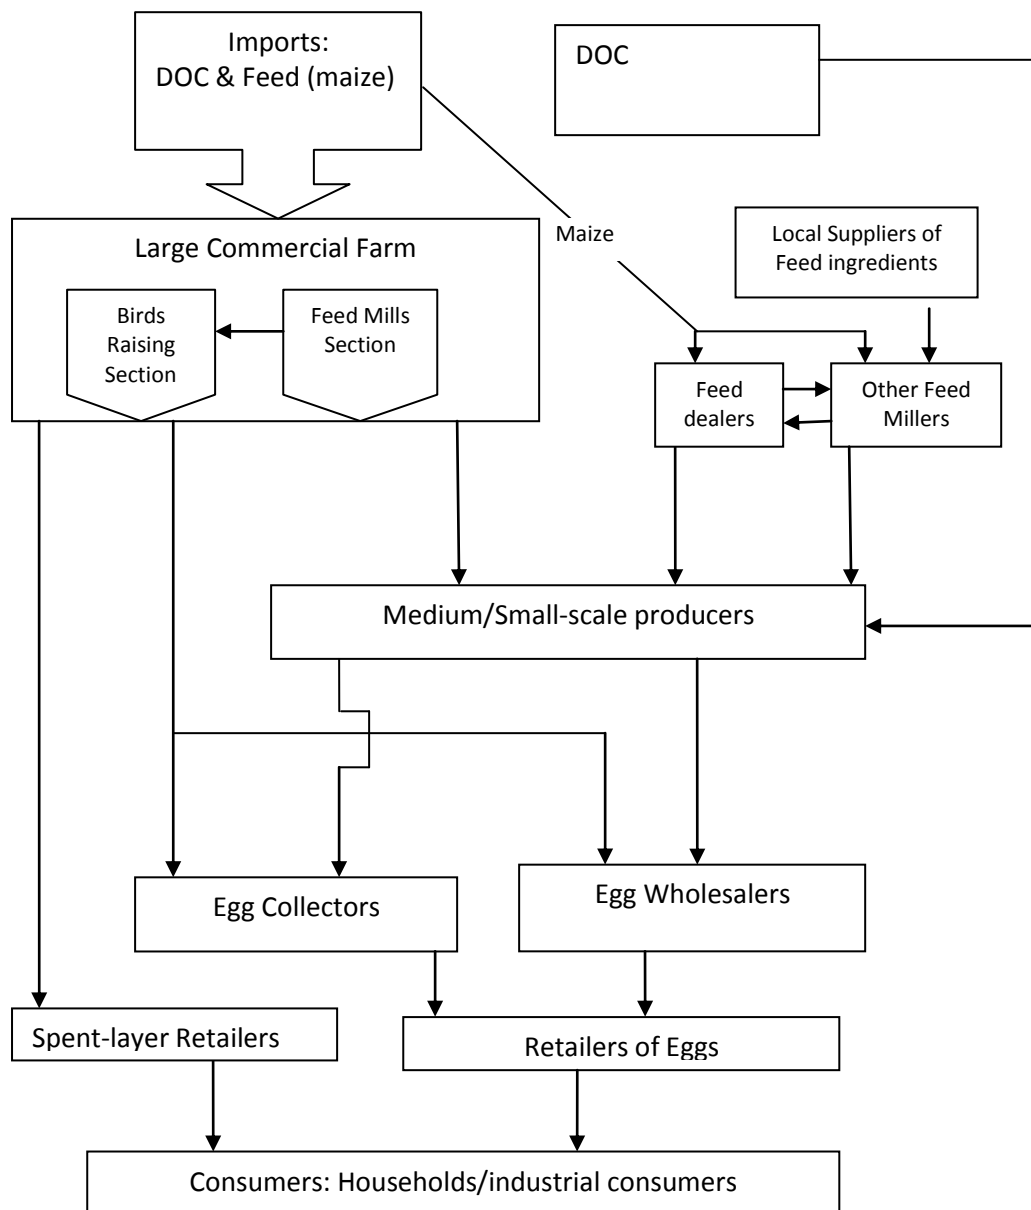 Imports:
DOC & Feed (maize)
DOC
Maize
Local Suppliers of
Feed ingredients
Large Commercial Farm
Birds
Raising
Section
Feed Mills
Section
Feed
dealers
Other Feed
Millers
Medium/Small-scale producers
Egg Collectors
Egg Wholesalers
Spent-layer Retailers
Retailers of Eggs
Consumers: Households/industrial consumers